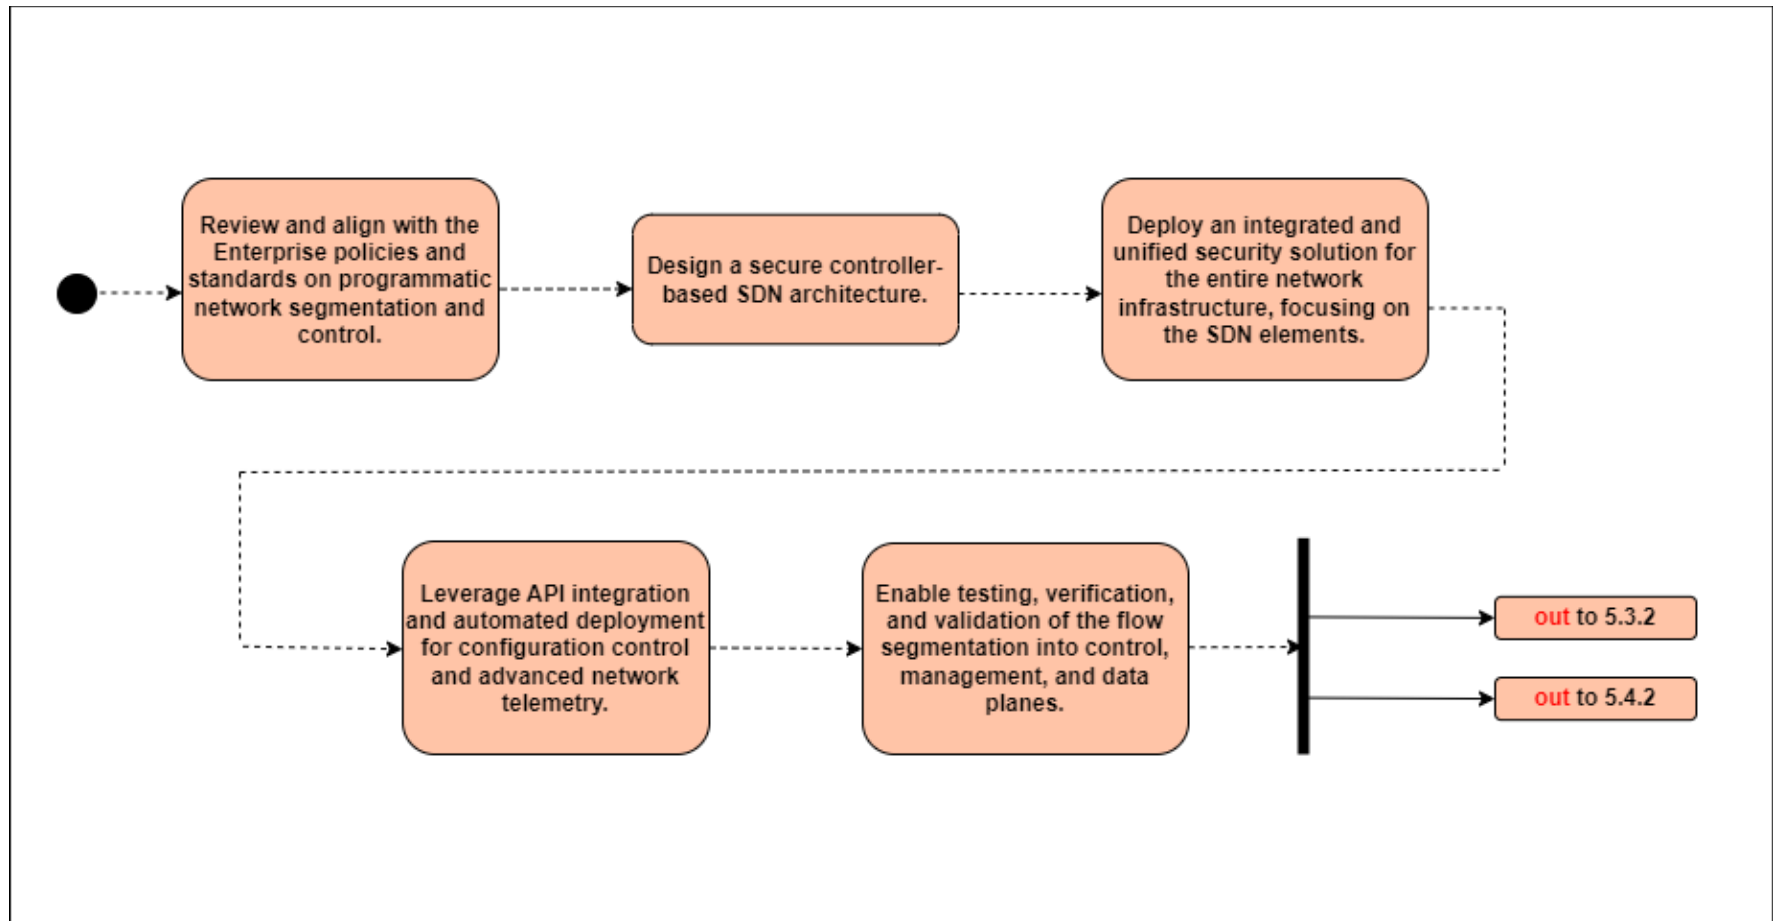 Review and align with the
Enterprise policies and
standards on programmatic
network segmentation and
control.
Design a secure controller-
based SDN architecture.
Deploy an integrated and
unified security solution for
the entire network
infrastructure, focusing on
the SDN elements.
Leverage API integration
and automated deployment
for configuration control
and advanced network
telemetry.
Enable testing, verification,
and validation of the flow
segmentation into control,
management, and data
planes.
out to 5.3.2
out to 5.4.2